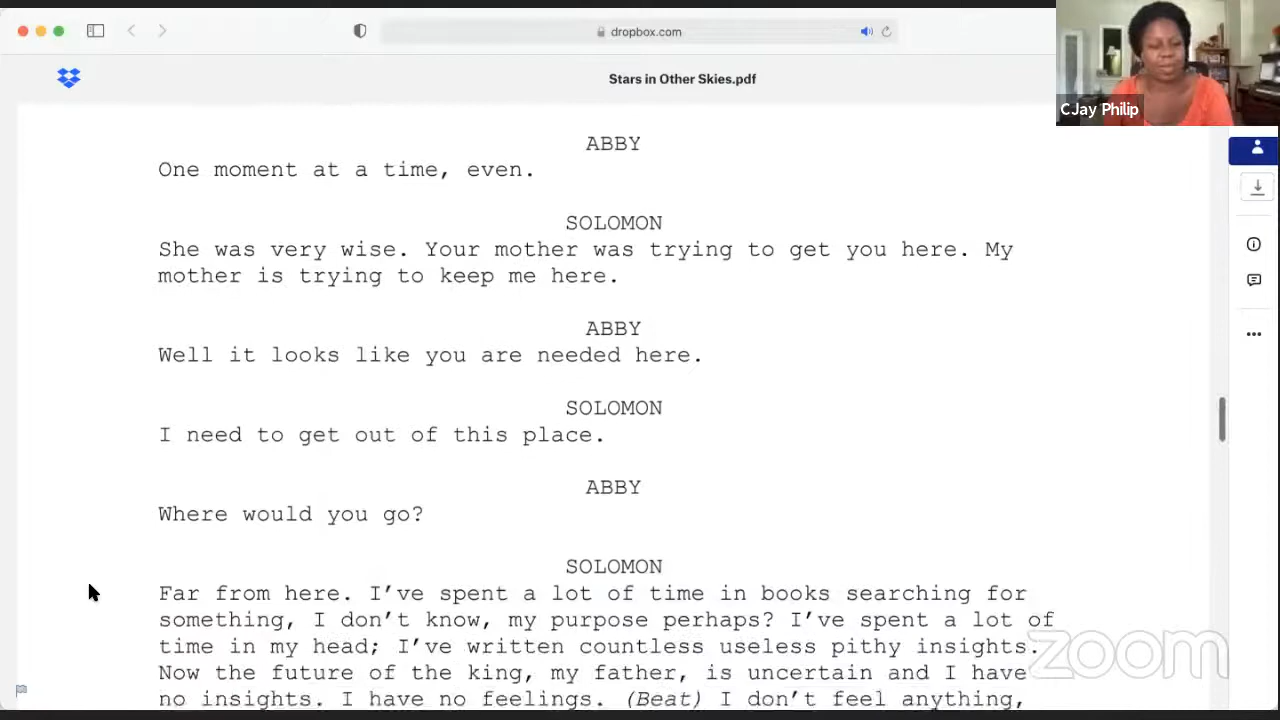 dropbox.com
Stars in Other Skies.pdf
CJay Philip
ABBY
One moment at a time, even.
SOLOMON
She was very wise. Your mother was trying to get you here. My
mother is trying to keep me here.
ABBY
Well it looks like you are needed here.
SOLOMON
I need to get out of this place.
ABBY
Where would you go?
SOLOMON
Far from here. I’ve spent a lot of time in books searching for
something, I don’t know, my purpose perhaps? I’ve spent a lot of
time in my head; I’ve written countless useless pithy insights.
Now the future of the king, my father, is uncertain and I have
no insights. I have no feelings. (Beat) I don’t feel anything,
zoom